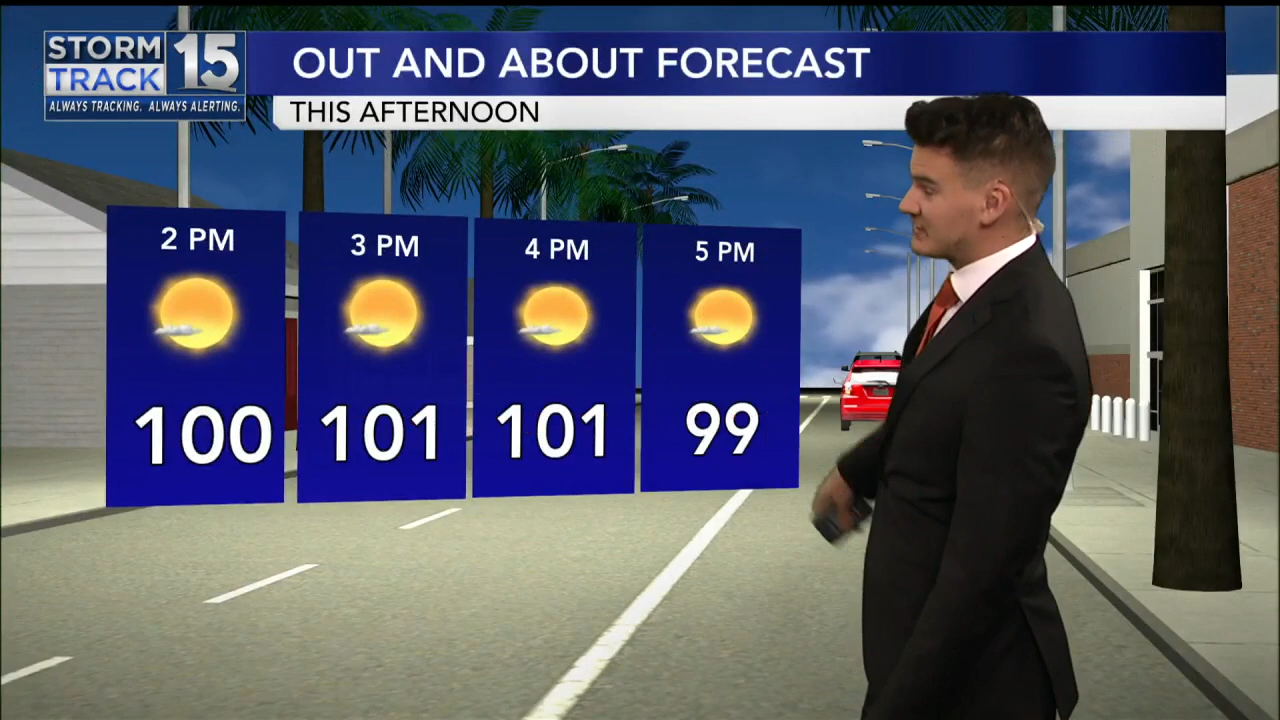 STORM
TRACK
15
ALWAYS TRACKING. ALWAYS ALERTING.
OUT AND ABOUT FORECAST
THIS AFTERNOON
2 PM
3 PM
4 PM
5 PM
100
101
101
99